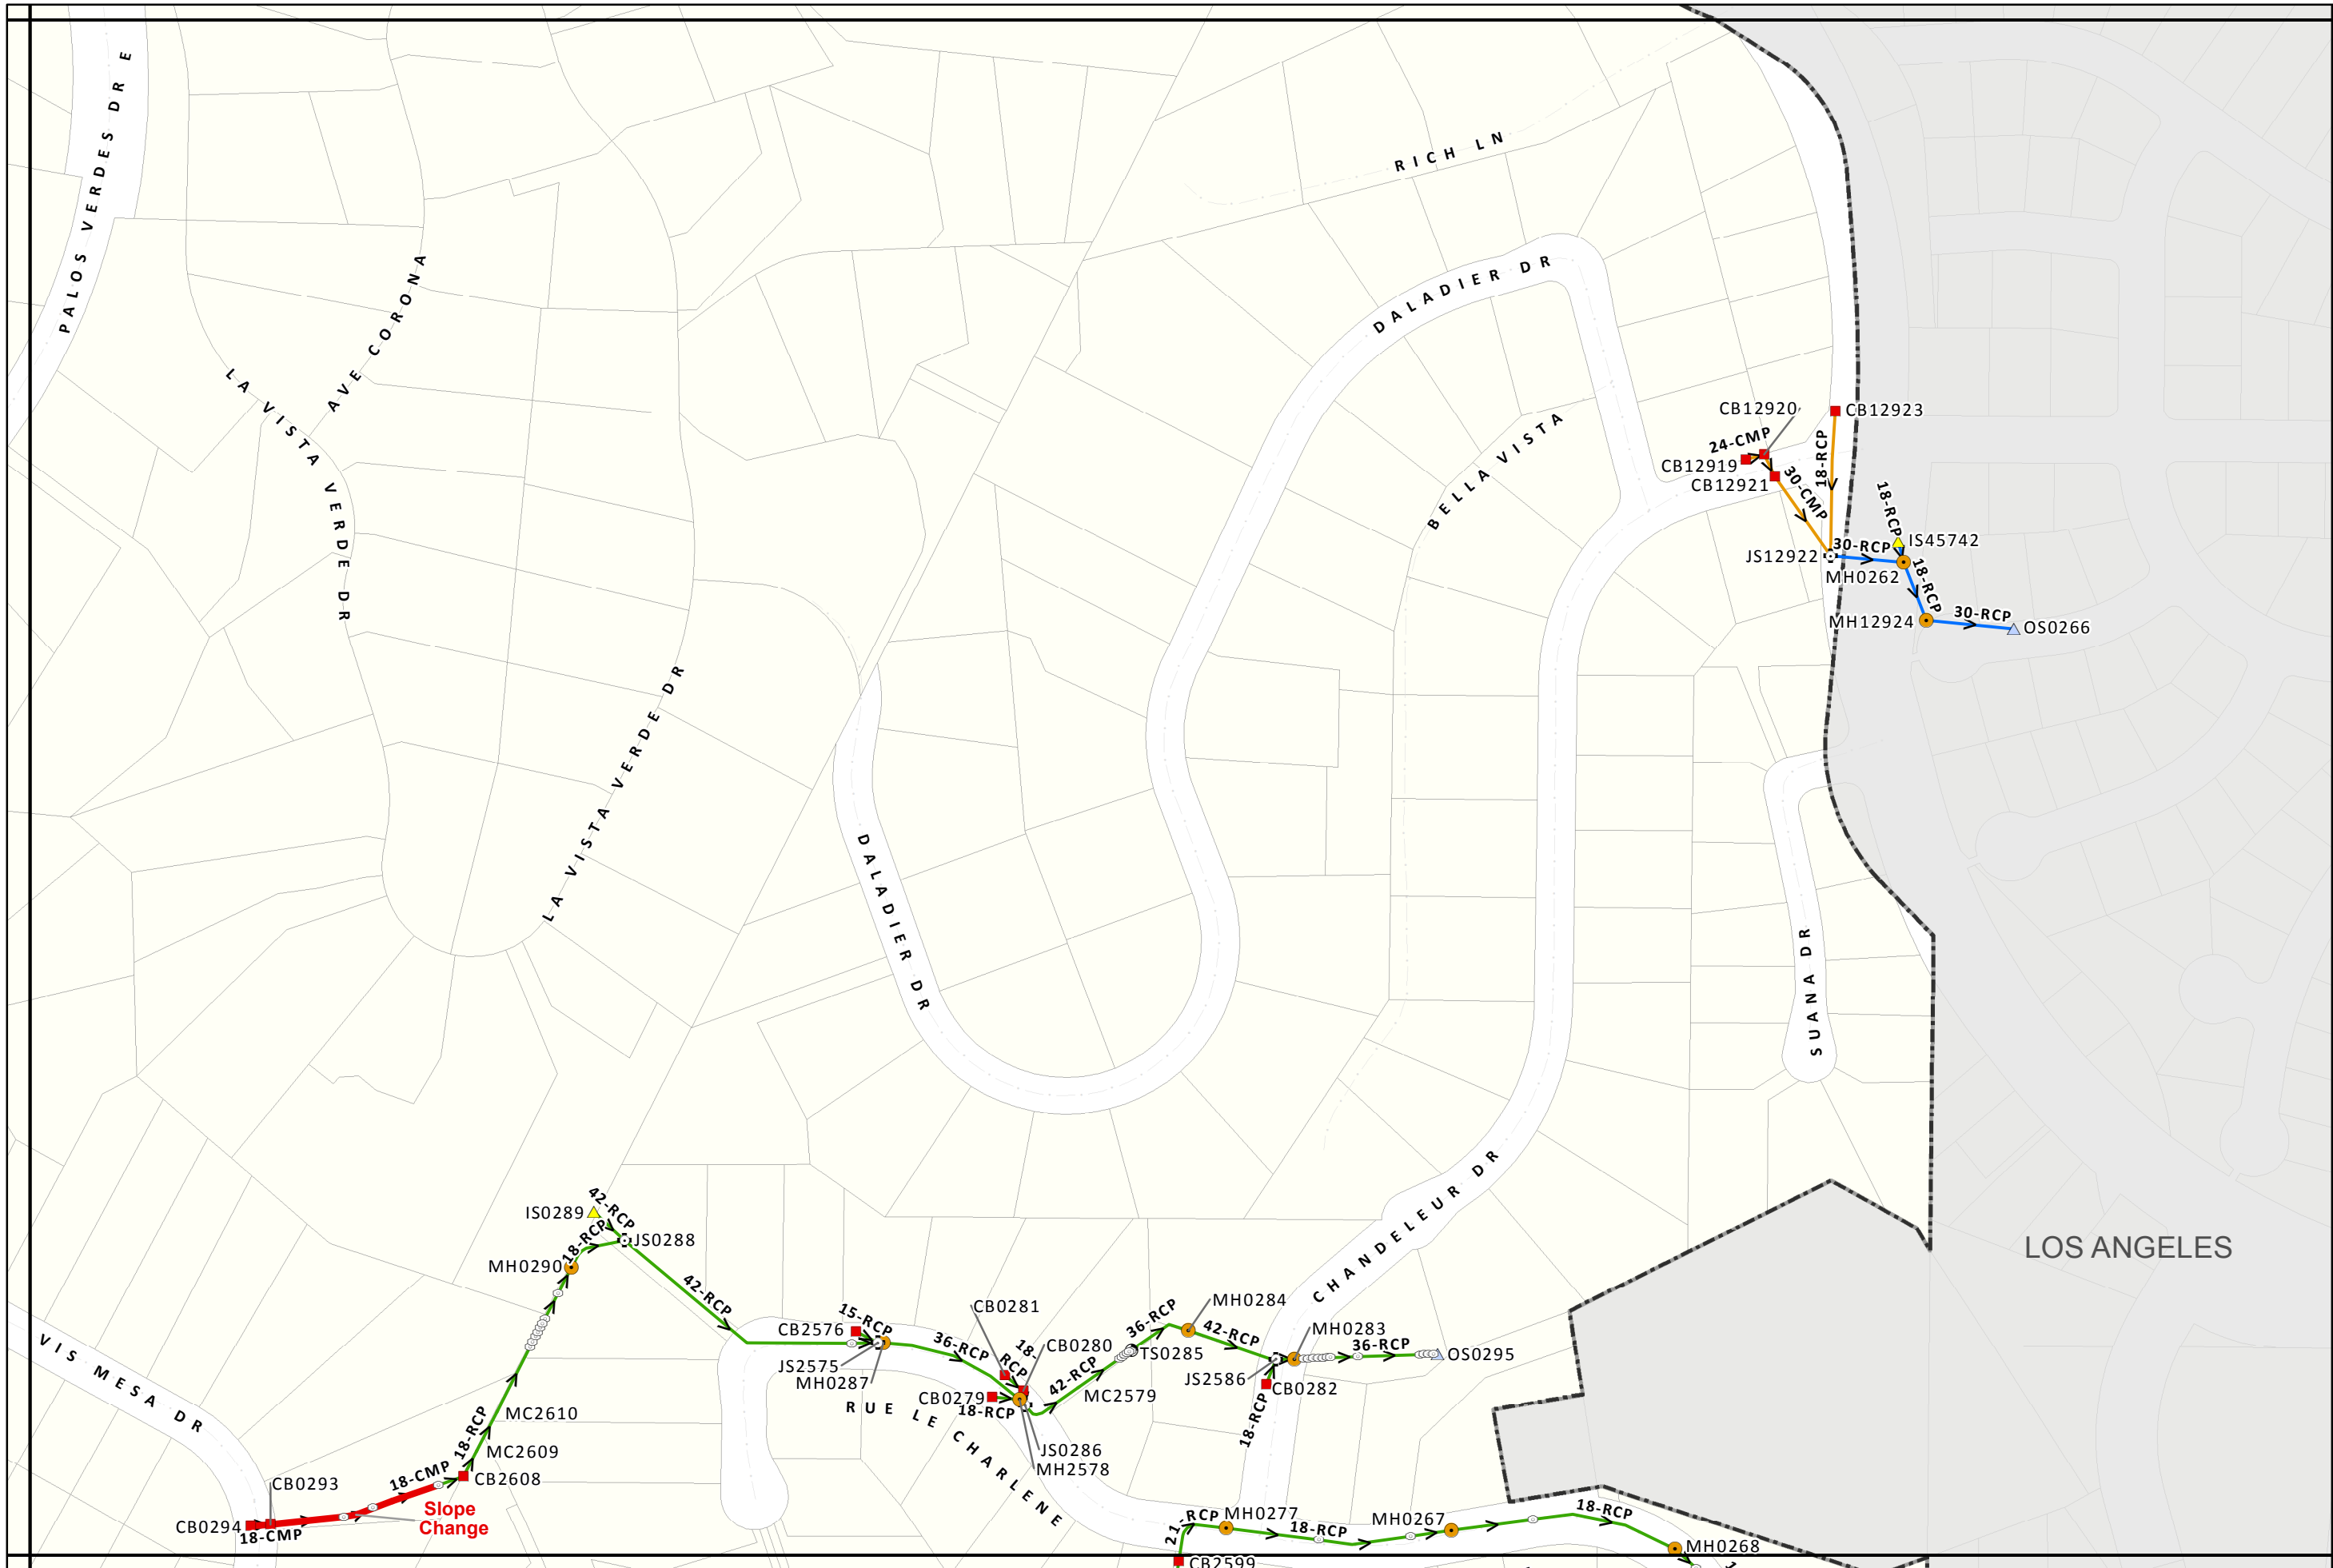 PALOS VERDES DR E
RICH LN
DALADIER DR
AVE CORONA
LA VISTA VERDE DR
BELLA VISTA
CB12920
CB12923
24-CMP
CB12919
18-RCP
CB12921
30-CMP
18-RCP
IS45742
JS12922
30-RCP
MH0262
18-RCP
30-RCP
MH12924
OS0266
LA VISTA VERDE DR
DALADIER DR
SUANA DR
CHANDELEUR DR
LOS ANGELES
42-RCP
IS0289
18-RCP
JS0288
MH0290
42-RCP
15-RCP
CB2576
JS2575
MH0287
36-RCP
CB0281
18-
RCP
CB0280
36-RCP
MH0284
42-RCP
MH0283
36-RCP
TS0285
OS0295
JS2586
CB0282
42-RCP
MC2579
CB0279
18-RCP
18-RCP
RUE LE CHARLENE
JS0286
MH2578
VIS MESA DR
18-RCP
MC2610
MC2609
18-CMP
CB2608
CB0293
Slope
Change
CB0294
18-CMP
21-RCP
MH0277
18-RCP
MH0267
18-RCP
MH0268
CB2599